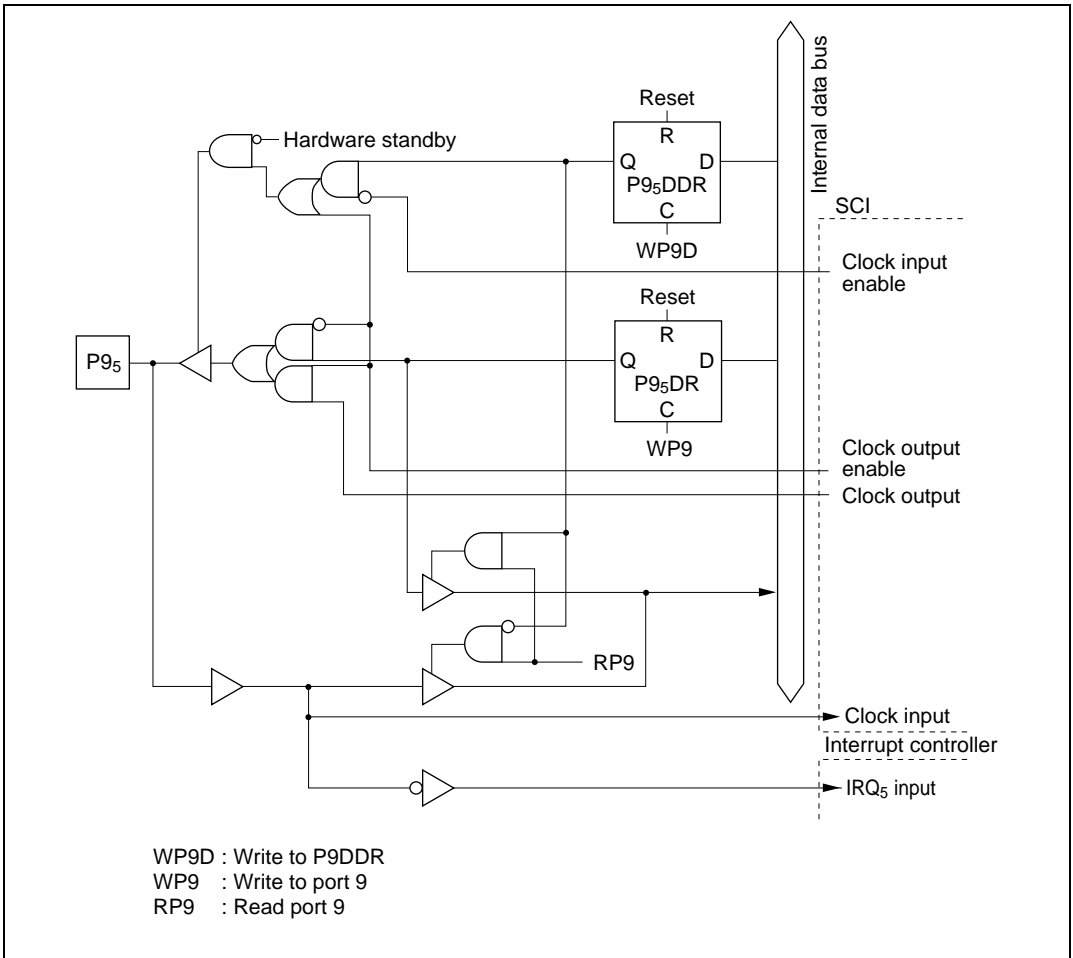 Reset
Internal data bus
Hardware standby
R
Q D
P9₅DDR
C
SCI
WP9D
Clock input
enable
Reset
R
P9₅
Q D
P9₅DR
C
WP9
Clock output
enable
Clock output
RP9
Clock input
Interrupt controller
IRQ₅ input
WP9D : Write to P9DDR
WP9 : Write to port 9
RP9 : Read port 9